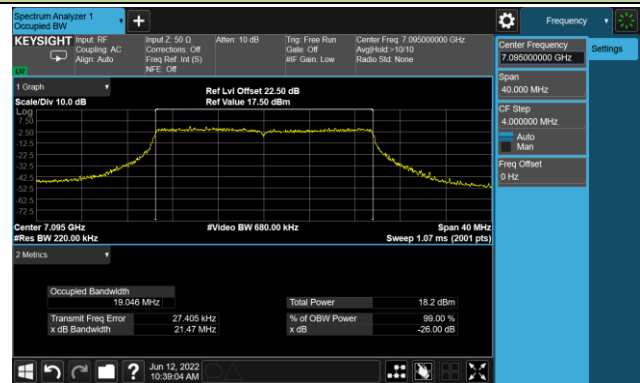 Spectrum Analyzer 1
Occupied BW
+
Frequency
KEYSIGHT
Input: RF
Coupling: AC
Align: Auto
Input Z: 50 Ω
Corrections: Off
Freq Ref: Int (S)
NFE: Off
Atten: 10 dB
Trig: Free Run
Gate: Off
#IF Gain: Low
Center Freq: 7.095000000 GHz
Avg|Hold:>10/10
Radio Std: None
Center Frequency
7.095000000 GHz
Settings
Span
40.000 MHz
CF Step
4.000000 MHz
Auto
Man
Freq Offset
0 Hz
1 Graph
Scale/Div 10.0 dB
Ref Lvl Offset 22.50 dB
Ref Value 17.50 dBm
Log
7.50
-2.50
-12.5
-22.5
-32.5
-42.5
-52.5
-62.5
-72.5
Center 7.095 GHz
#Video BW 680.00 kHz
Span 40 MHz
#Res BW 220.00 kHz
Sweep 1.07 ms (2001 pts)
2 Metrics
Occupied Bandwidth
19.046 MHz
Total Power 18.2 dBm
Transmit Freq Error 27.405 kHz
% of OBW Power 99.00 %
x dB Bandwidth 21.47 MHz
x dB -26.00 dB
?
Jun 12, 2022
10:39:04 AM